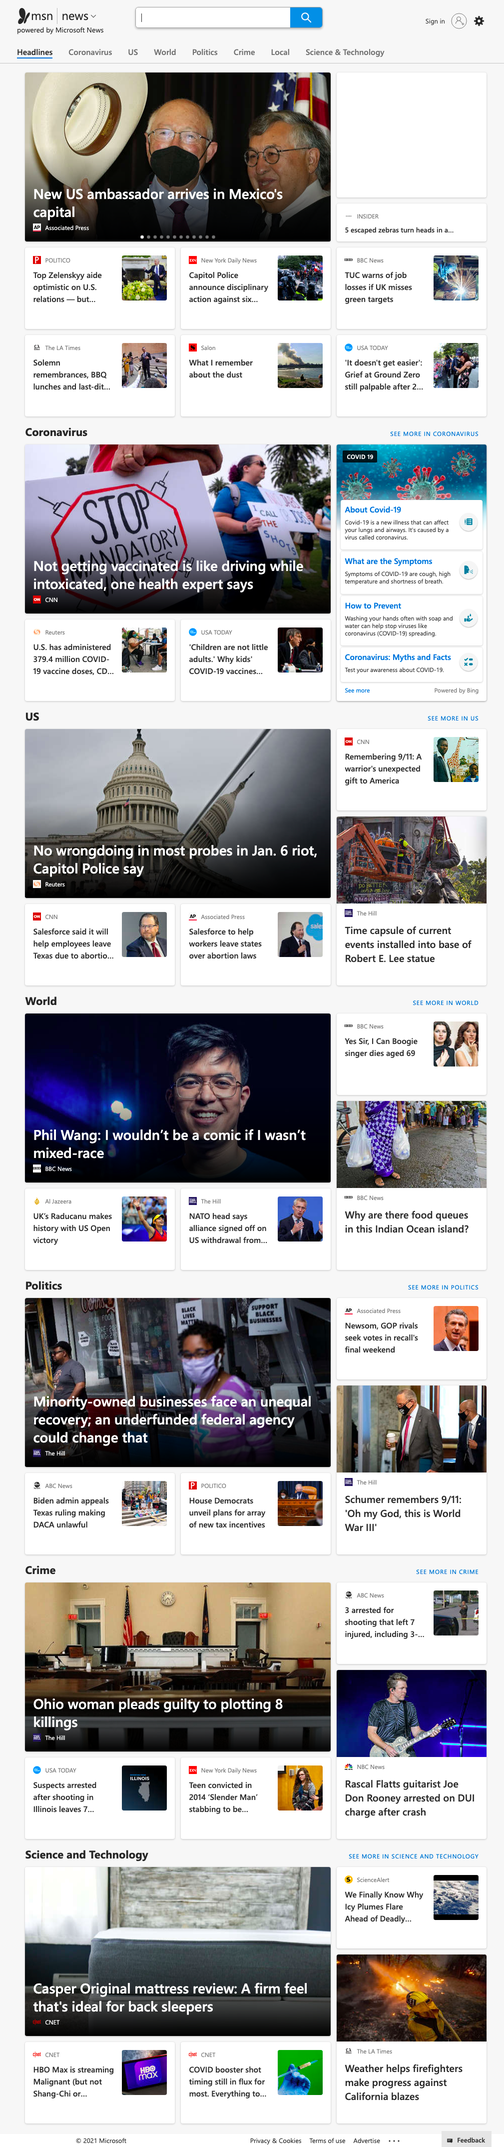 msn news
powered by Microsoft News
Sign in
Headlines Coronavirus US World Politics Crime Local Science & Technology
New US ambassador arrives in Mexico's
capital
AP Associated Press
INSIDER
5 escaped zebras turn heads in a...
POLITICO
Top Zelenskyy aide
optimistic on U.S.
relations — but...
New York Daily News
Capitol Police
announce disciplinary
action against six...
BBC News
TUC warns of job
losses if UK misses
green targets
The LA Times
Solemn
remembrances, BBQ
lunches and last-dit...
Salon
What I remember
about the dust
USA TODAY
'It doesn't get easier':
Grief at Ground Zero
still palpable after 2...
Coronavirus
SEE MORE IN CORONAVIRUS
STOP
MANDATORY
I CALL
THE
SHOTS
Not getting vaccinated is like driving while
intoxicated, one health expert says
CNN
COVID 19
About Covid-19
Covid-19 is a new illness that can affect
your lungs and airways. It's caused by a
virus called coronavirus.
What are the Symptoms
Symptoms of COVID-19 are cough, high
temperature and shortness of breath.
How to Prevent
Washing your hands often with soap and
water can help stop viruses like
coronavirus (COVID-19) spreading.
Coronavirus: Myths and Facts
Test your awareness about COVID-19.
See more
Powered by Bing
Reuters
U.S. has administered
379.4 million COVID-
19 vaccine doses, CD...
USA TODAY
'Children are not little
adults.' Why kids'
COVID-19 vaccines...
US
SEE MORE IN US
No wrongdoing in most probes in Jan. 6 riot,
Capitol Police say
Reuters
CNN
Remembering 9/11: A
warrior's unexpected
gift to America
The Hill
Time capsule of current
events installed into base of
Robert E. Lee statue
CNN
Salesforce said it will
help employees leave
Texas due to abortio...
AP Associated Press
Salesforce to help
workers leave states
over abortion laws
World
SEE MORE IN WORLD
Phil Wang: I wouldn't be a comic if I wasn't
mixed-race
BBC News
BBC News
Yes Sir, I Can Boogie
singer dies aged 69
BBC News
Why are there food queues
in this Indian Ocean island?
Al Jazeera
UK's Raducanu makes
history with US Open
victory
The Hill
NATO head says
alliance signed off on
US withdrawal from...
Politics
SEE MORE IN POLITICS
BLACK
LIVES
MATTER
SUPPORT
BLACK
BUSINESSES
Minority-owned businesses face an unequal
recovery; an underfunded federal agency
could change that
The Hill
AP Associated Press
Newsom, GOP rivals
seek votes in recall's
final weekend
The Hill
Schumer remembers 9/11:
'Oh my God, this is World
War III'
ABC News
Biden admin appeals
Texas ruling making
DACA unlawful
POLITICO
House Democrats
unveil plans for array
of new tax incentives
Crime
SEE MORE IN CRIME
Ohio woman pleads guilty to plotting 8
killings
The Hill
ABC News
3 arrested for
shooting that left 7
injured, including 3-...
NBC News
Rascal Flatts guitarist Joe
Don Rooney arrested on DUI
charge after crash
USA TODAY
Suspects arrested
after shooting in
Illinois leaves 7...
ILLINOIS
New York Daily News
Teen convicted in
2014 'Slender Man'
stabbing to be...
Science and Technology
SEE MORE IN SCIENCE AND TECHNOLOGY
Casper Original mattress review: A firm feel
that's ideal for back sleepers
CNET
ScienceAlert
We Finally Know Why
Icy Plumes Flare
Ahead of Deadly...
The LA Times
Weather helps firefighters
make progress against
California blazes
CNET
HBO Max is streaming
Malignant (but not
Shang-Chi or...
HBO
max
CNET
COVID booster shot
timing still in flux for
most. Everything to...
© 2021 Microsoft
Privacy & Cookies Terms of use Advertise
Feedback